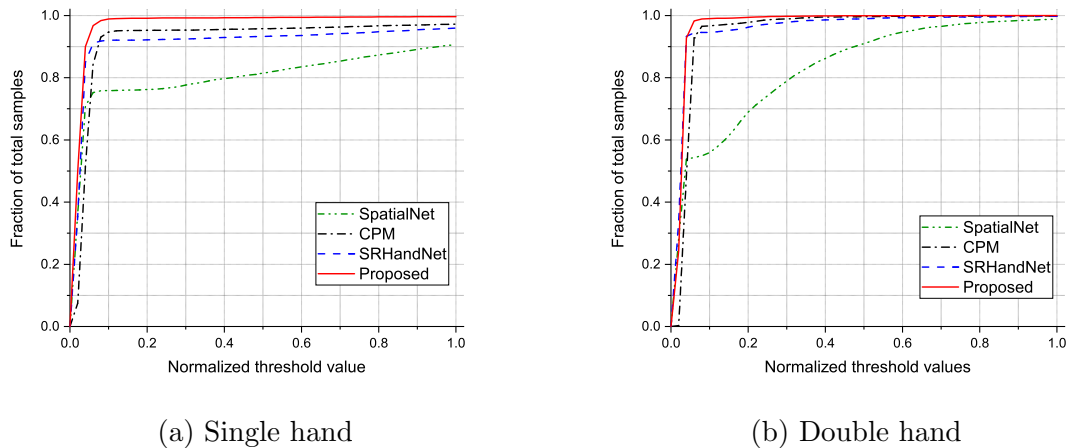 Fraction of total samples
1.0
0.8
0.6
0.4
0.2
0.0
SpatialNet
CPM
SRHandNet
Proposed
0.0 0.2 0.4 0.6 0.8 1.0
Normalized threshold value
(a) Single hand
Fraction of total samples
1.0
0.8
0.6
0.4
0.2
0.0
SpatialNet
CPM
SRHandNet
Proposed
0.0 0.2 0.4 0.6 0.8 1.0
Normalized threshold values
(b) Double hand